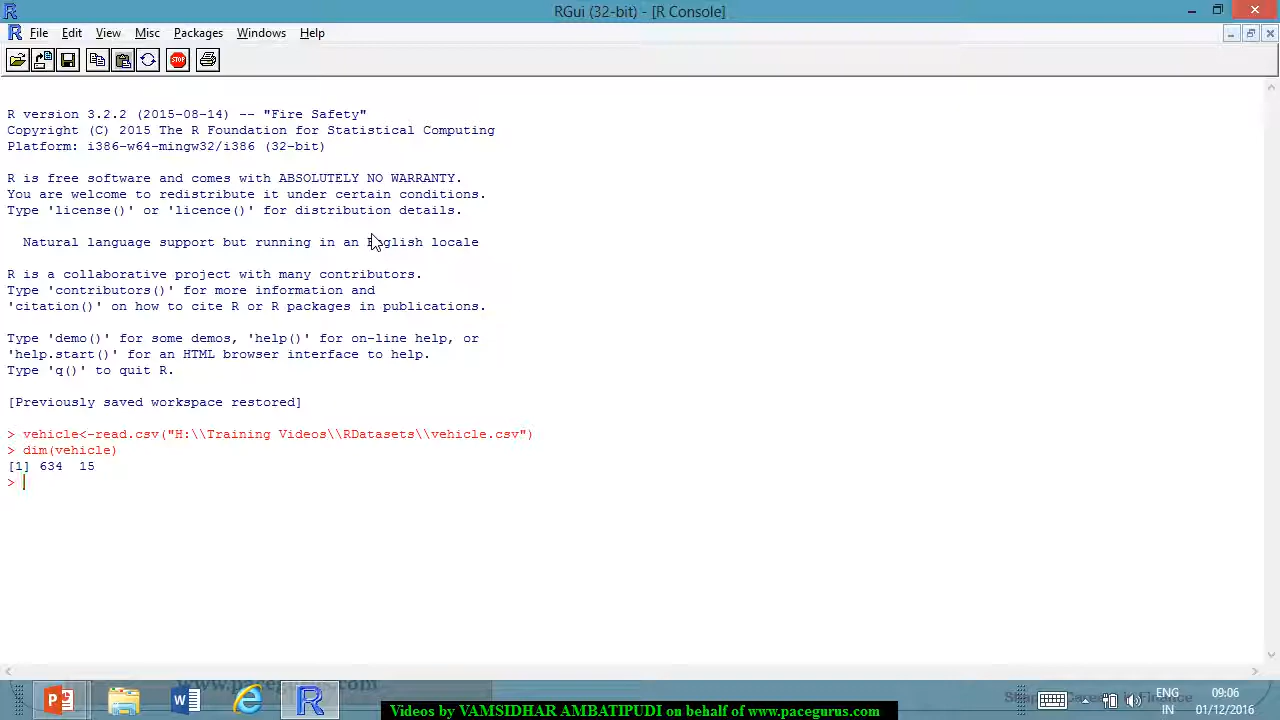 RGui (32-bit) - [R Console]
File Edit View Misc Packages Windows Help
STOP
R version 3.2.2 (2015-08-14) -- "Fire Safety"
Copyright (C) 2015 The R Foundation for Statistical Computing
Platform: i386-w64-mingw32/i386 (32-bit)
R is free software and comes with ABSOLUTELY NO WARRANTY.
You are welcome to redistribute it under certain conditions.
Type 'license()' or 'licence()' for distribution details.
Natural language support but running in an English locale
R is a collaborative project with many contributors.
Type 'contributors()' for more information and
'citation()' on how to cite R or R packages in publications.
Type 'demo()' for some demos, 'help()' for on-line help, or
'help.start()' for an HTML browser interface to help.
Type 'q()' to quit R.
[Previously saved workspace restored]
> vehicle<-read.csv("H:\\Training Videos\\RDatasets\\vehicle.csv")
> dim(vehicle)
[1] 634  15
>
www.pacegurus.com
ENG 09:06
IN 01/12/2016
Videos by VAMSIDHAR AMBATIPUDI on behalf of www.pacegurus.com